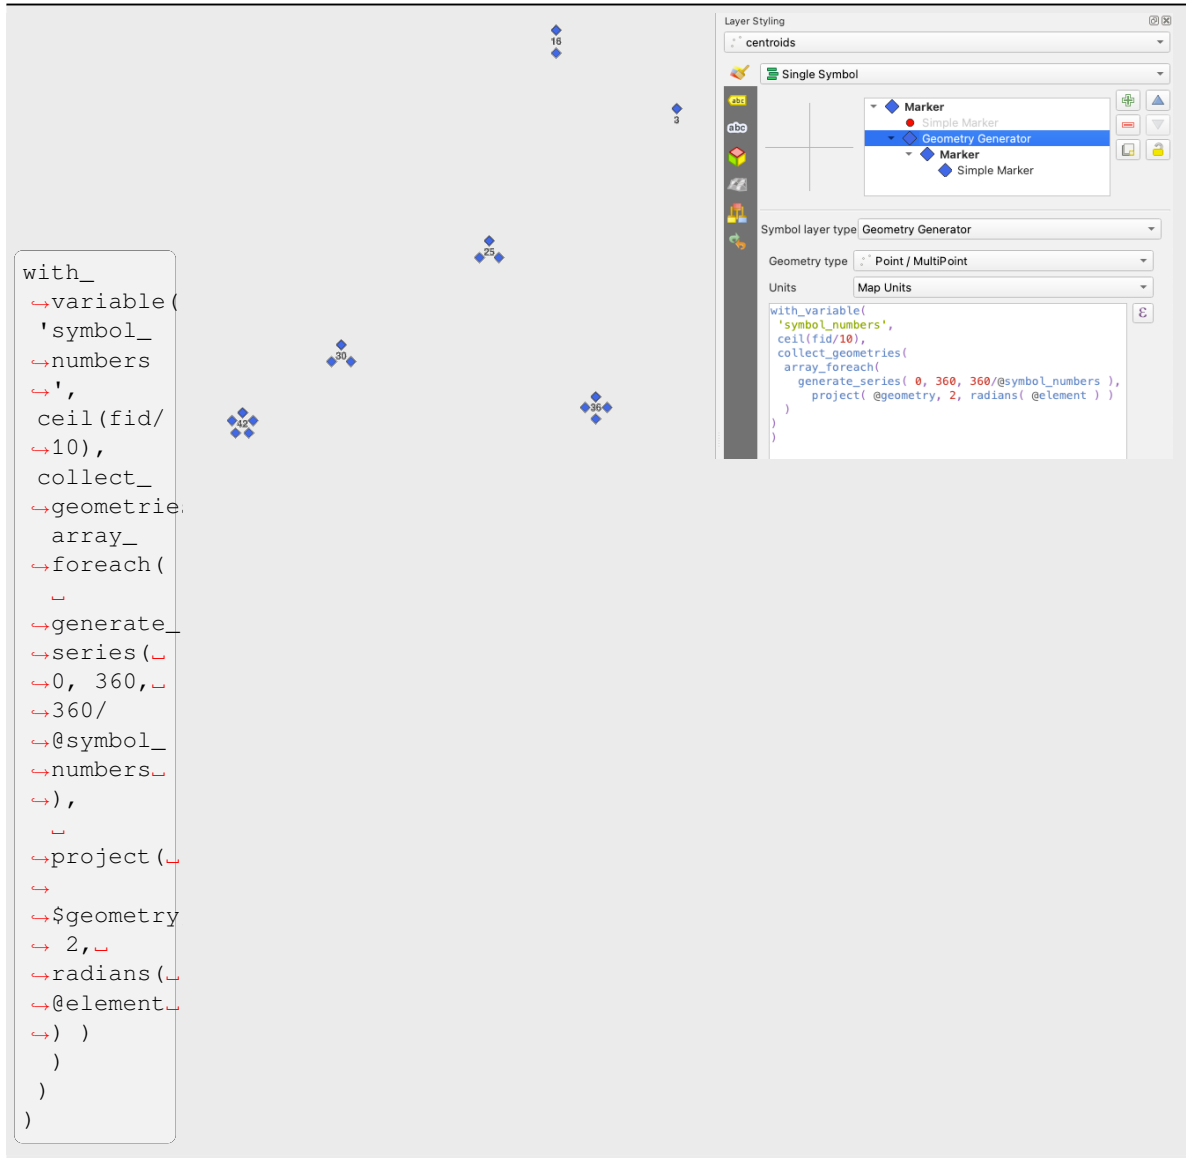 with_
↪variable(
'symbol_
↪numbers
↪',
ceil(fid/
↪10),
collect_
↪geometries
array_
↪foreach(
␣
↪generate_
↪series(␣
↪0, 360,␣
↪360/
↪@symbol_
↪numbers␣
↪),
␣
↪project(␣
↪
↪$geometry
↪ 2,␣
↪radians(␣
↪@element␣
↪) )
)
)
)
16
3
25
30
36
42
Layer Styling
centroids
Single Symbol
abc
abc
Marker
Simple Marker
Geometry Generator
Marker
Simple Marker
Symbol layer type Geometry Generator
Geometry type Point / MultiPoint
Units Map Units
with_variable(
'symbol_numbers',
ceil(fid/10),
collect_geometries(
array_foreach(
generate_series( 0, 360, 360/@symbol_numbers ),
project( @geometry, 2, radians( @element ) )
)
)
)
ε